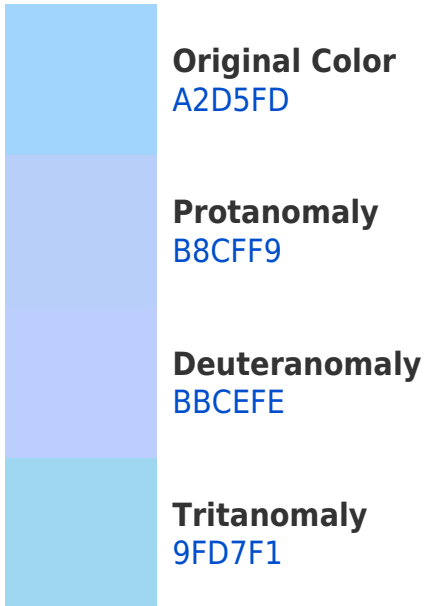 Original Color
A2D5FD
Protanomaly
B8CFF9
Deuteranomaly
BBCEFE
Tritanomaly
9FD7F1